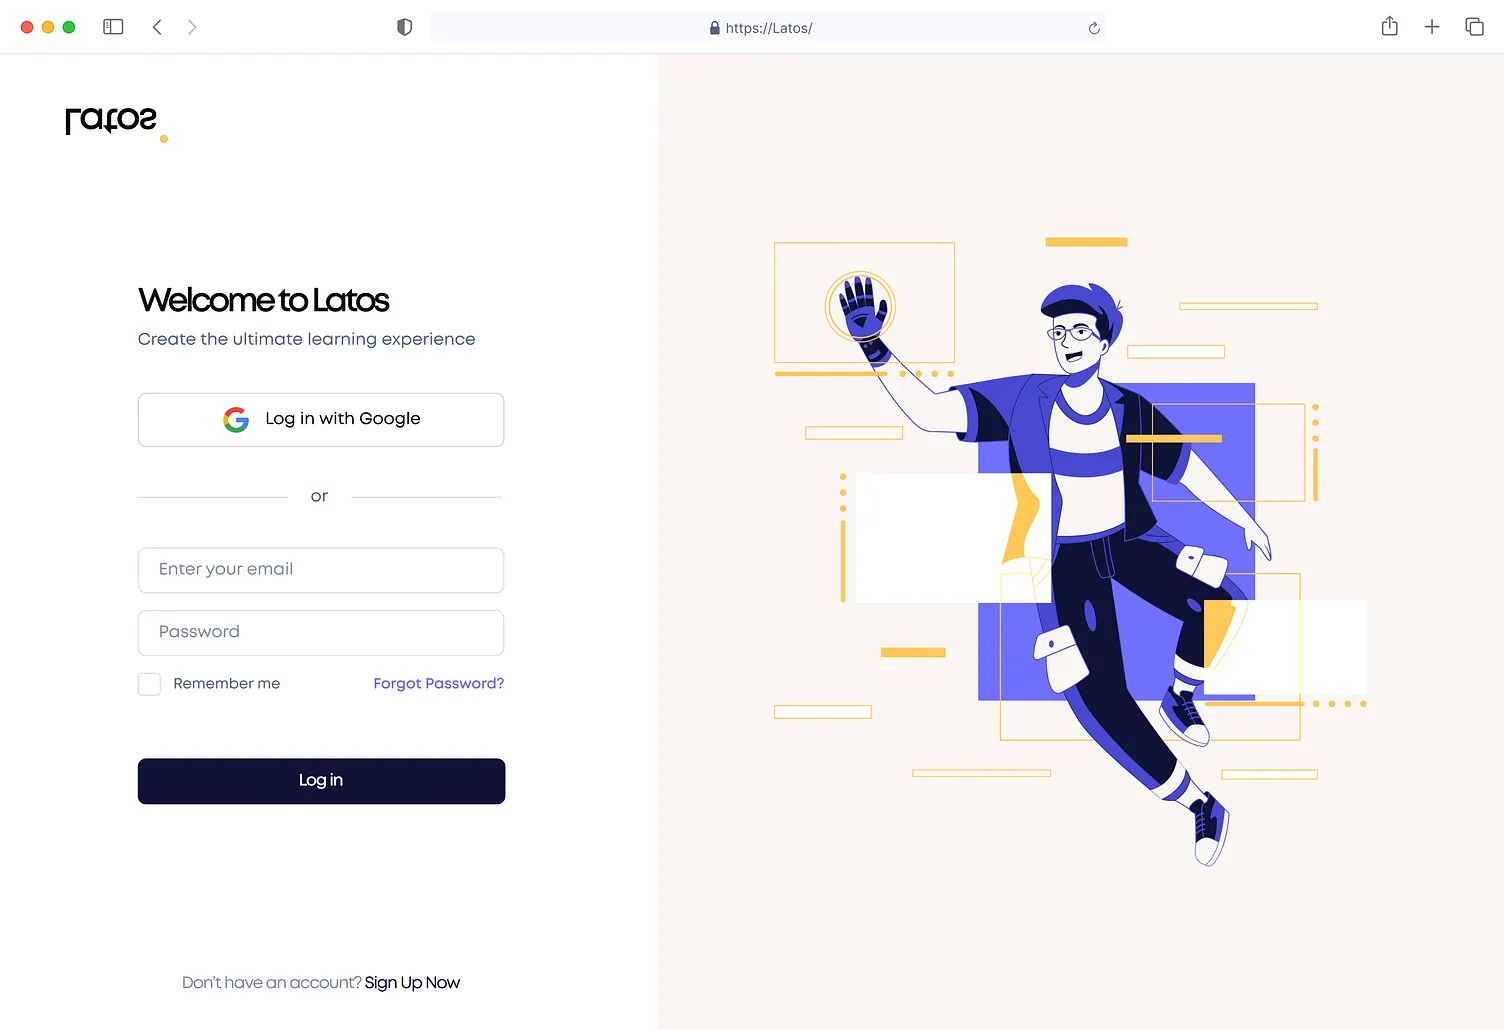 https://Latos/
Latos
Welcome to Latos
Create the ultimate learning experience
Log in with Google
or
Enter your email
Password
Remember me
Forgot Password?
Log in
Don't have an account? Sign Up Now